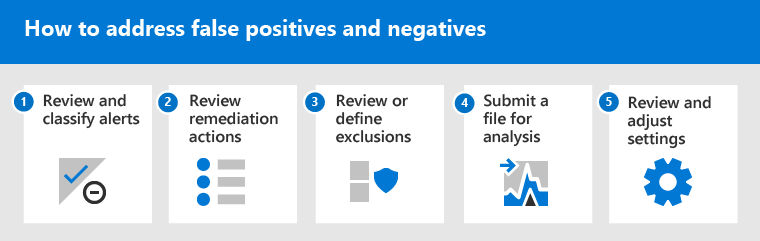 How to address false positives and negatives
1
Review and
classify alerts
2
Review
remediation
actions
3
Review or
define
exclusions
4
Submit a
file for
analysis
5
Review and
adjust
settings